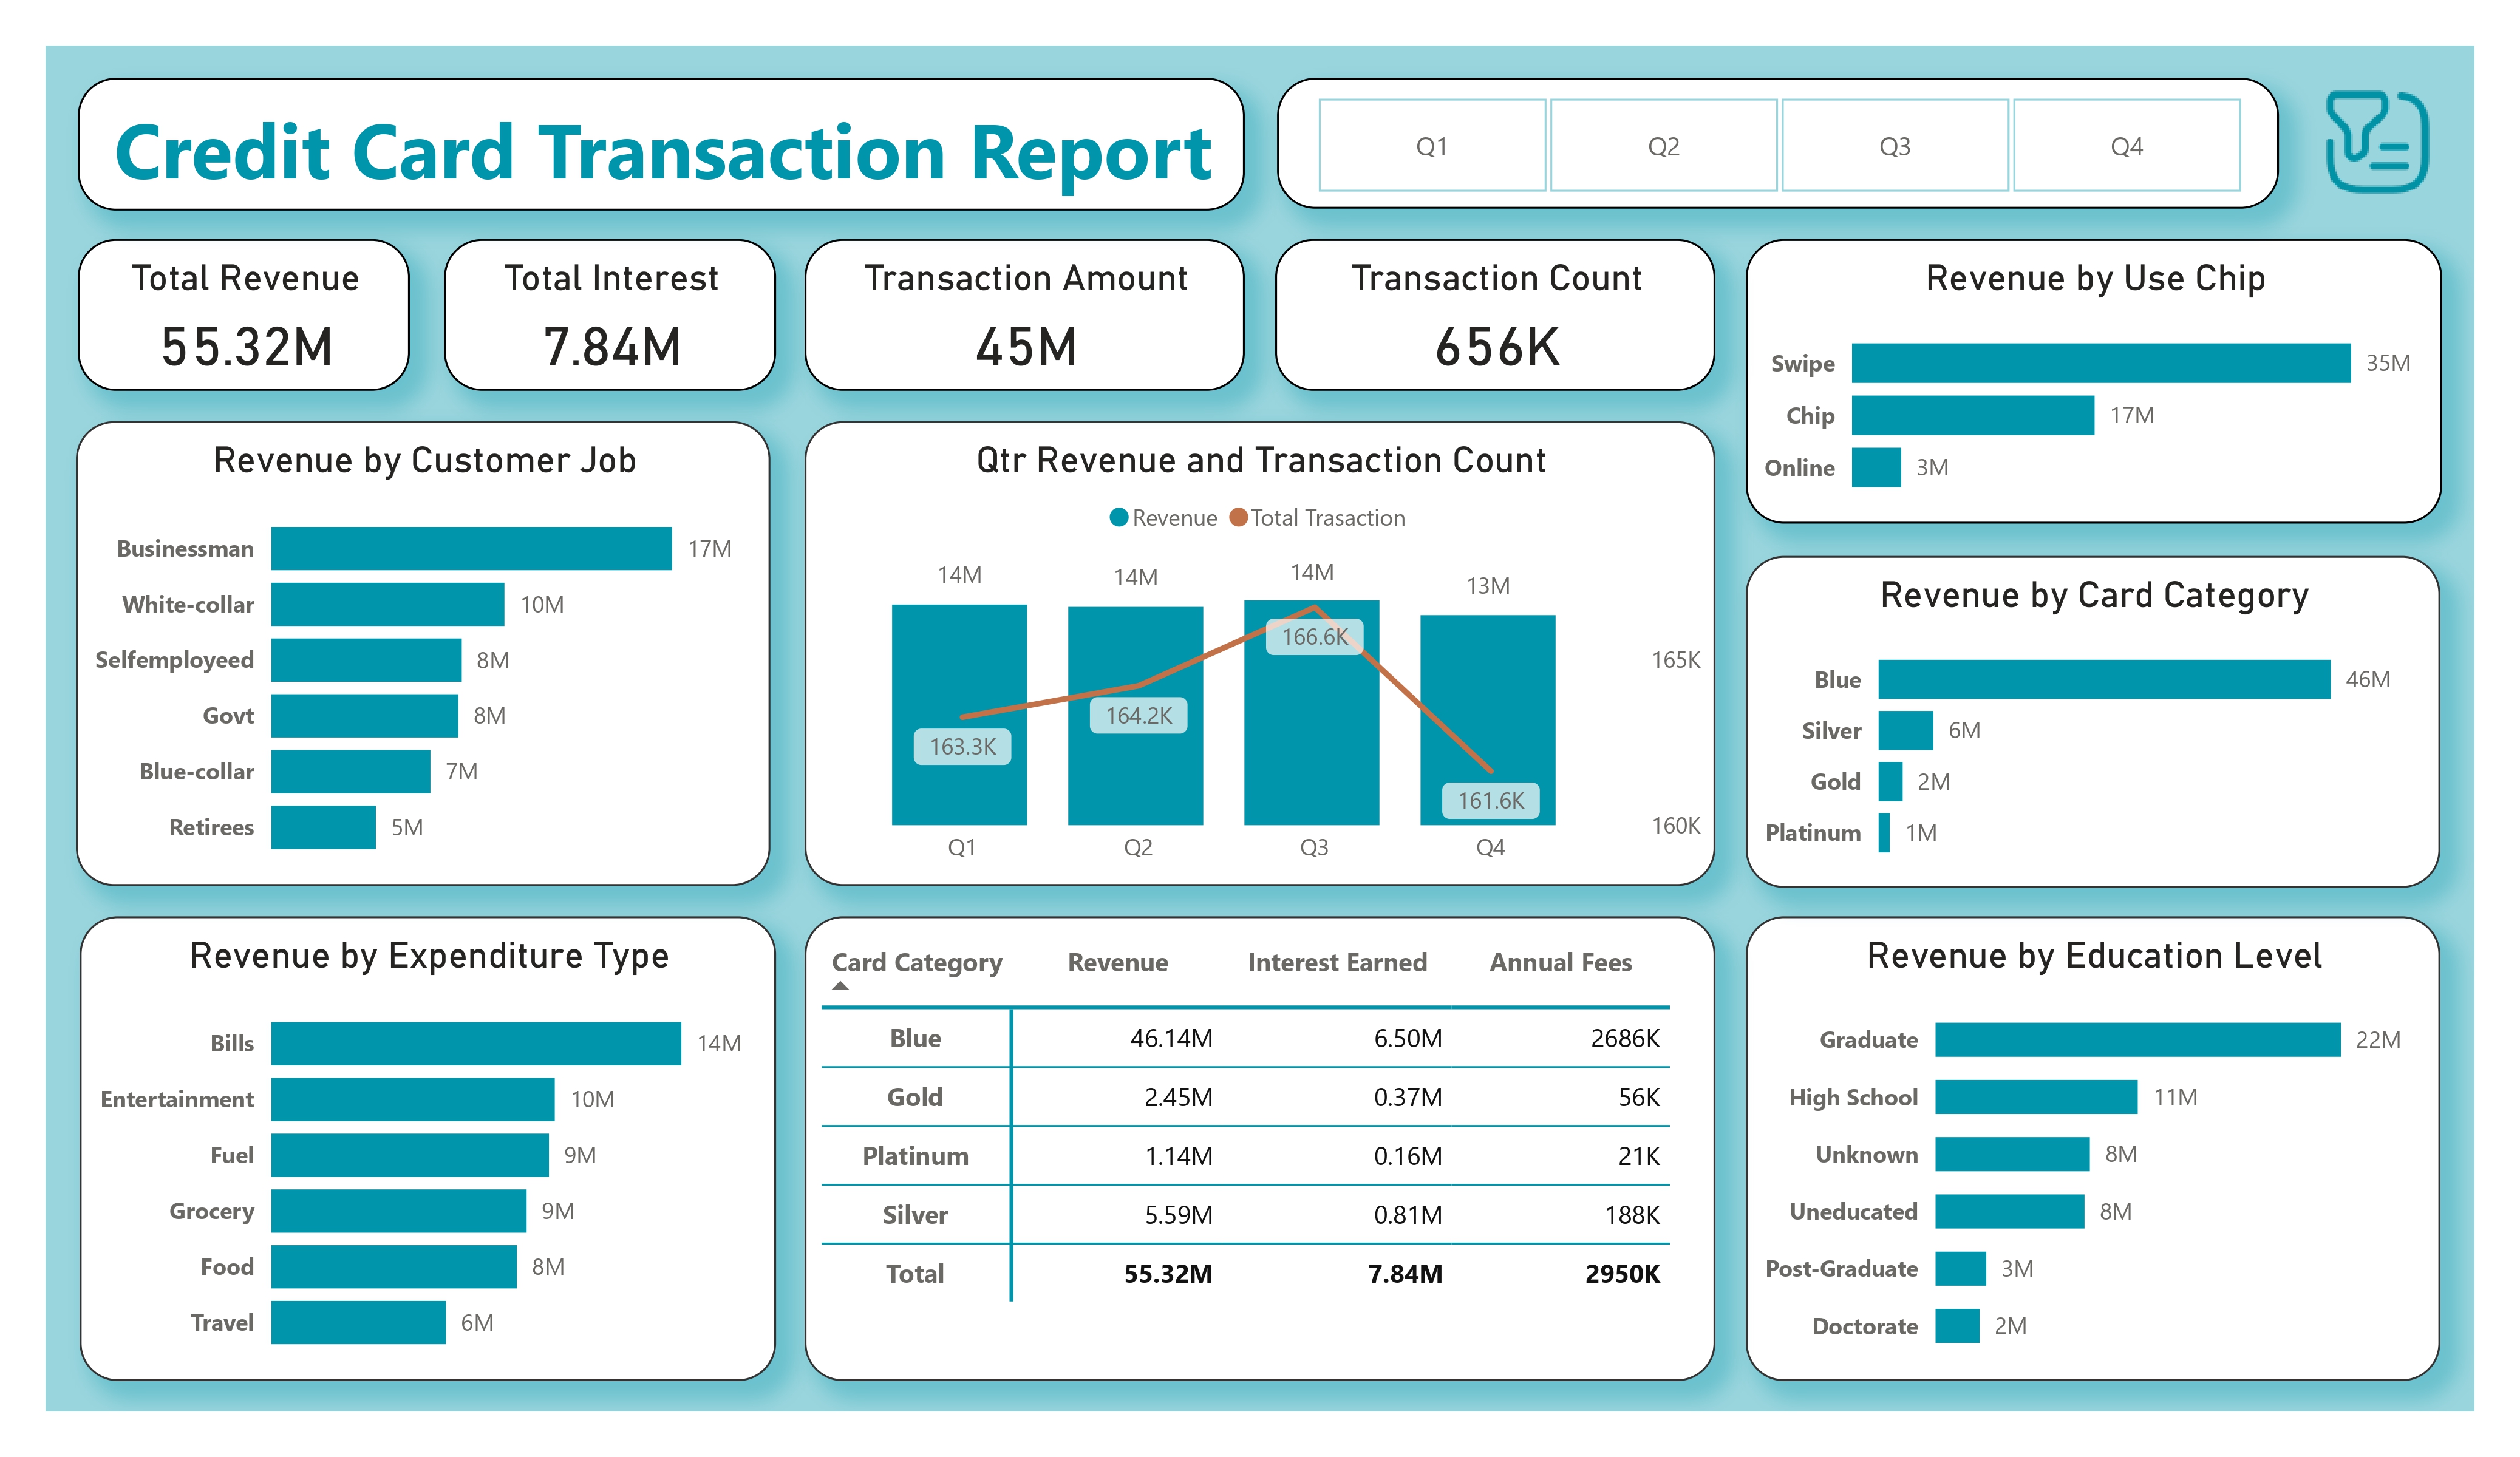 Credit Card Transaction Report
Q1 Q2 Q3 Q4
Total Revenue
55.32M
Total Interest
7.84M
Transaction Amount
45M
Transaction Count
656K
Revenue by Use Chip
Swipe 35M
Chip 17M
Online 3M
Revenue by Customer Job
Businessman 17M
White-collar 10M
Selfemployeed 8M
Govt 8M
Blue-collar 7M
Retirees 5M
Qtr Revenue and Transaction Count
Revenue Total Trasaction
14M 14M 14M 13M
163.3K 164.2K 166.6K 161.6K
165K
160K
Q1 Q2 Q3 Q4
Revenue by Card Category
Blue 46M
Silver 6M
Gold 2M
Platinum 1M
Revenue by Expenditure Type
Bills 14M
Entertainment 10M
Fuel 9M
Grocery 9M
Food 8M
Travel 6M
Card Category Revenue Interest Earned Annual Fees
Blue 46.14M 6.50M 2686K
Gold 2.45M 0.37M 56K
Platinum 1.14M 0.16M 21K
Silver 5.59M 0.81M 188K
Total 55.32M 7.84M 2950K
Revenue by Education Level
Graduate 22M
High School 11M
Unknown 8M
Uneducated 8M
Post-Graduate 3M
Doctorate 2M